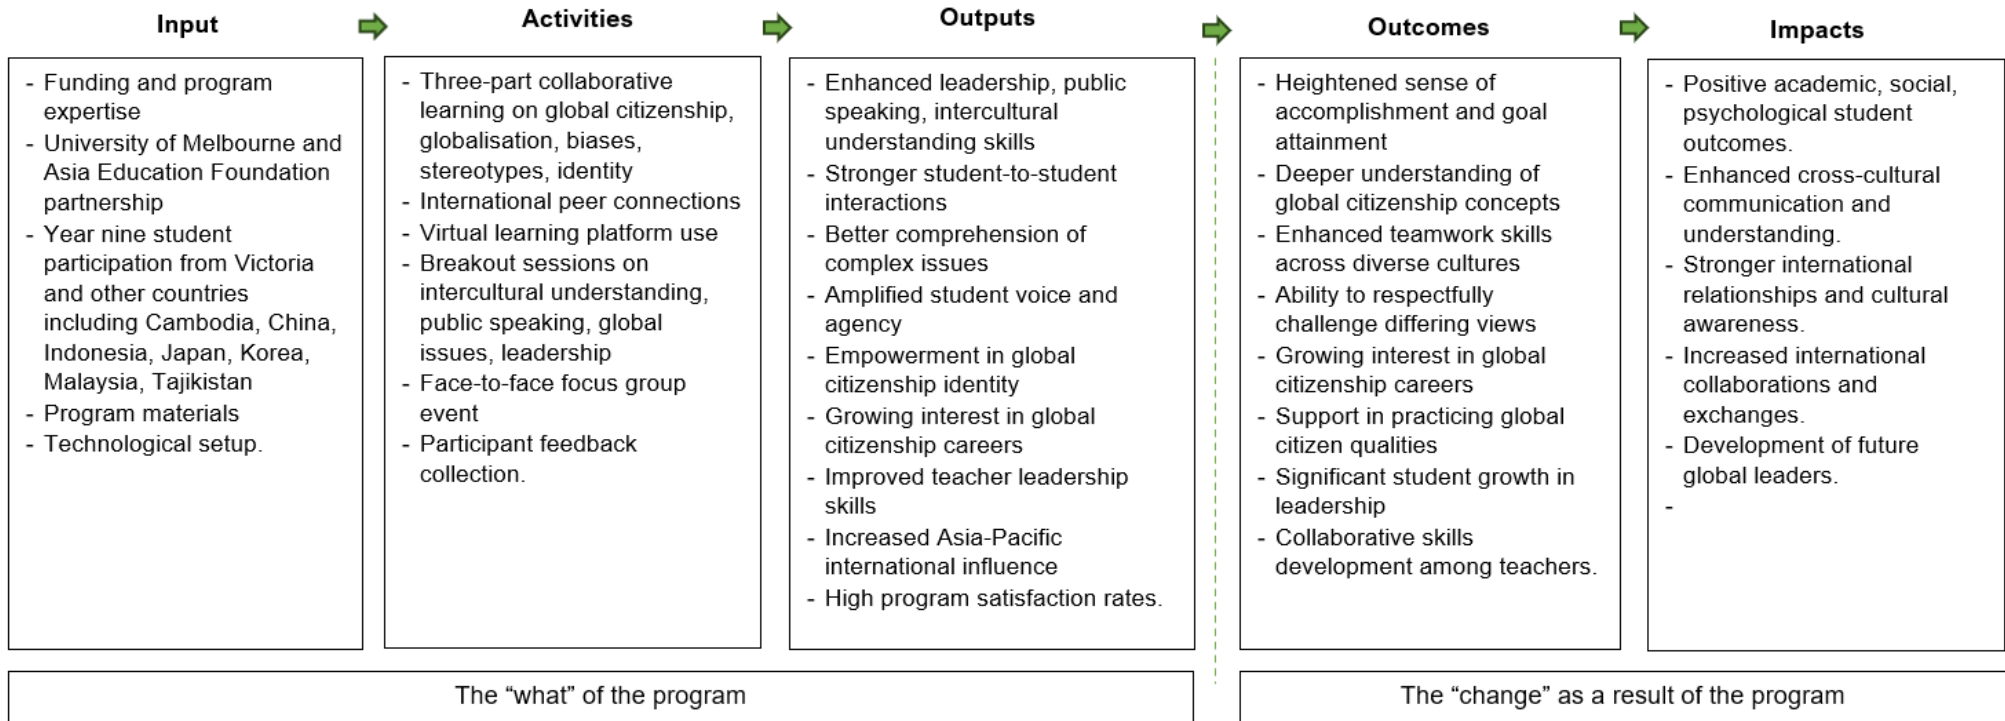 Input
Activities
Outputs
Outcomes
Impacts
- Funding and program
expertise
- University of Melbourne and
Asia Education Foundation
partnership
- Year nine student
participation from Victoria
and other countries
including Cambodia, China,
Indonesia, Japan, Korea,
Malaysia, Tajikistan
- Program materials
- Technological setup.
- Three-part collaborative
learning on global citizenship,
globalisation, biases,
stereotypes, identity
- International peer connections
- Virtual learning platform use
- Breakout sessions on
intercultural understanding,
public speaking, global
issues, leadership
- Face-to-face focus group
event
- Participant feedback
collection.
- Enhanced leadership, public
speaking, intercultural
understanding skills
- Stronger student-to-student
interactions
- Better comprehension of
complex issues
- Amplified student voice and
agency
- Empowerment in global
citizenship identity
- Growing interest in global
citizenship careers
- Improved teacher leadership
skills
- Increased Asia-Pacific
international influence
- High program satisfaction rates.
- Heightened sense of
accomplishment and goal
attainment
- Deeper understanding of
global citizenship concepts
- Enhanced teamwork skills
across diverse cultures
- Ability to respectfully
challenge differing views
- Growing interest in global
citizenship careers
- Support in practicing global
citizen qualities
- Significant student growth in
leadership
- Collaborative skills
development among teachers.
- Positive academic, social,
psychological student
outcomes.
- Enhanced cross-cultural
communication and
understanding.
- Stronger international
relationships and cultural
awareness.
- Increased international
collaborations and
exchanges.
- Development of future
global leaders.
-
The “what” of the program
The “change” as a result of the program